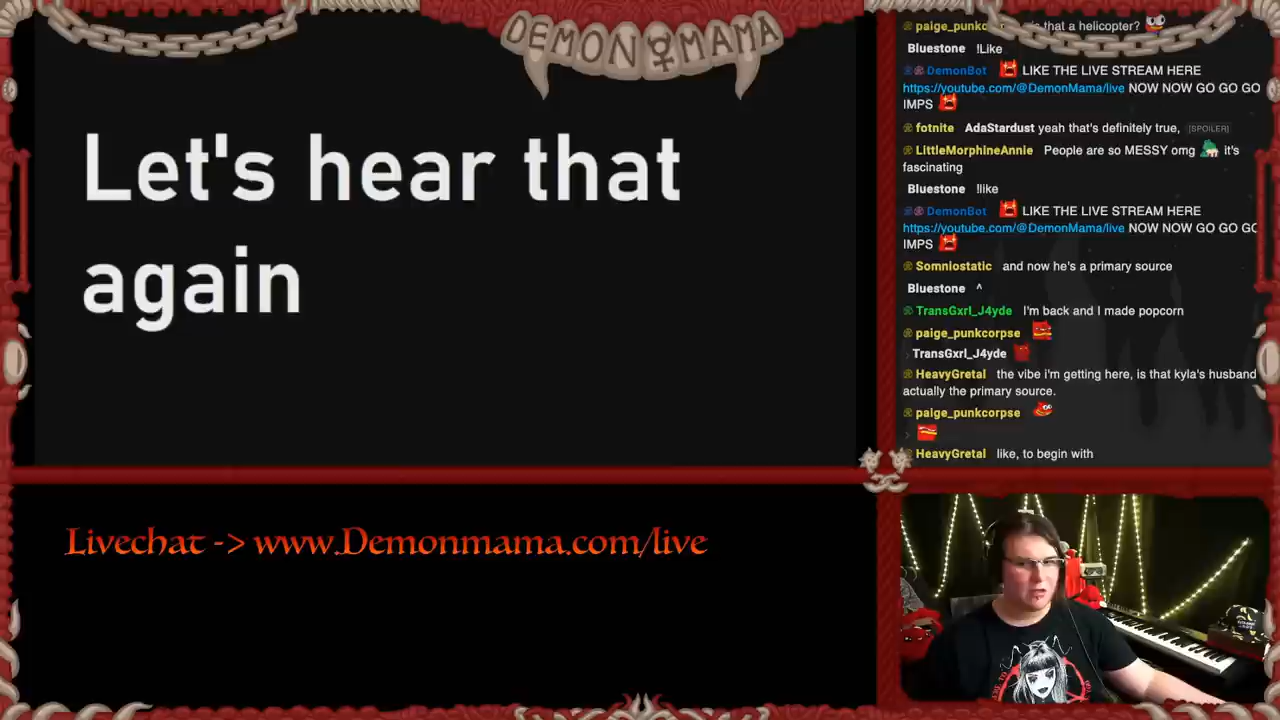 DEMON MAMA
Let's hear that
again
Livechat -> www.Demonmama.com/live
paige_punkc that a helicopter?
Bluestone !Like
DemonBot LIKE THE LIVE STREAM HERE
https://youtube.com/@DemonMama/live NOW NOW GO GO GO
IMPS
fotnite AdaStardust yeah that's definitely true, [SPOILER]
LittleMorphineAnnie People are so MESSY omg it's
fascinating
Bluestone !like
DemonBot LIKE THE LIVE STREAM HERE
https://youtube.com/@DemonMama/live NOW NOW GO GO GO
IMPS
Somniostatic and now he's a primary source
Bluestone ^
TransGxrl_J4yde I'm back and I made popcorn
paige_punkcorpse
TransGxrl_J4yde
HeavyGretal the vibe i'm getting here, is that kyla's husband
actually the primary source.
paige_punkcorpse
HeavyGretal like, to begin with